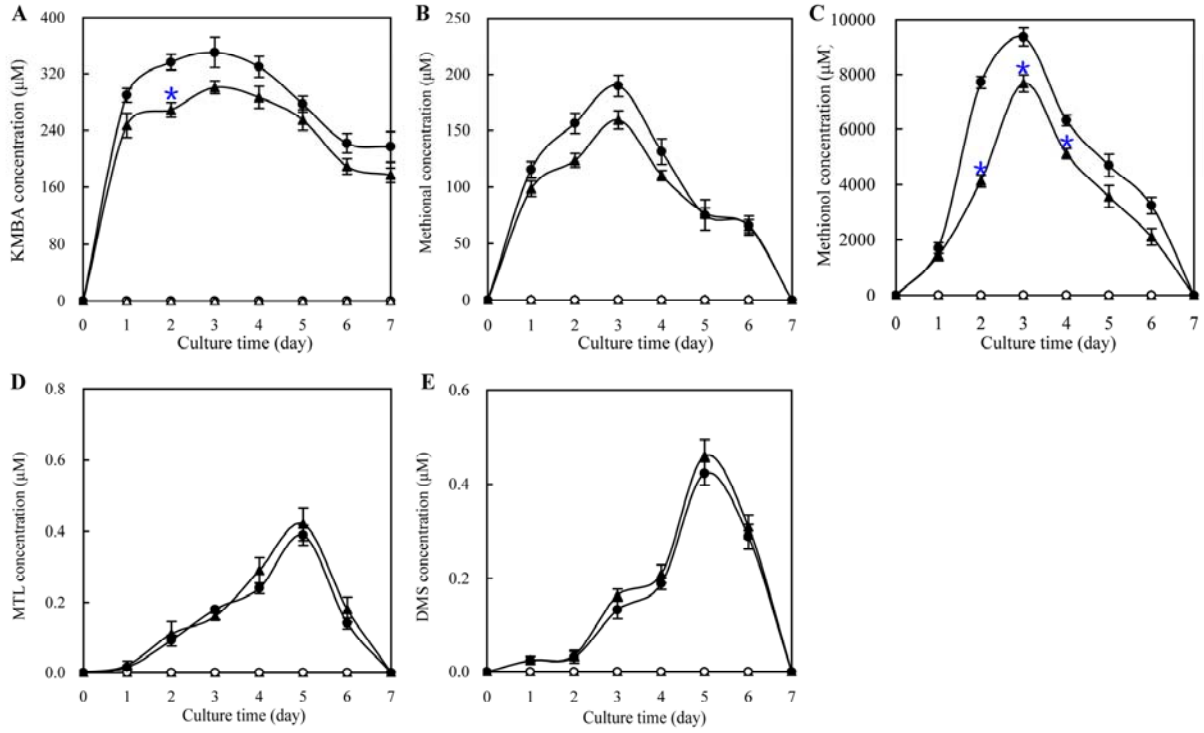 A
400
320
240
160
80
0
KMBA concentration (μM)
*
0 1 2 3 4 5 6 7
Culture time (day)
B
250
200
150
100
50
0
Methional concentration (μM)
0 1 2 3 4 5 6 7
Culture time (day)
C
10000
8000
6000
4000
2000
0
Methionol concentration (μM)
* * *
0 1 2 3 4 5 6 7
Culture time (day)
D
0.8
0.6
0.4
0.2
0.0
MTL concentration (μM)
0 1 2 3 4 5 6 7
Culture time (day)
E
0.6
0.4
0.2
0.0
DMS concentration (μM)
0 1 2 3 4 5 6 7
Culture time (day)